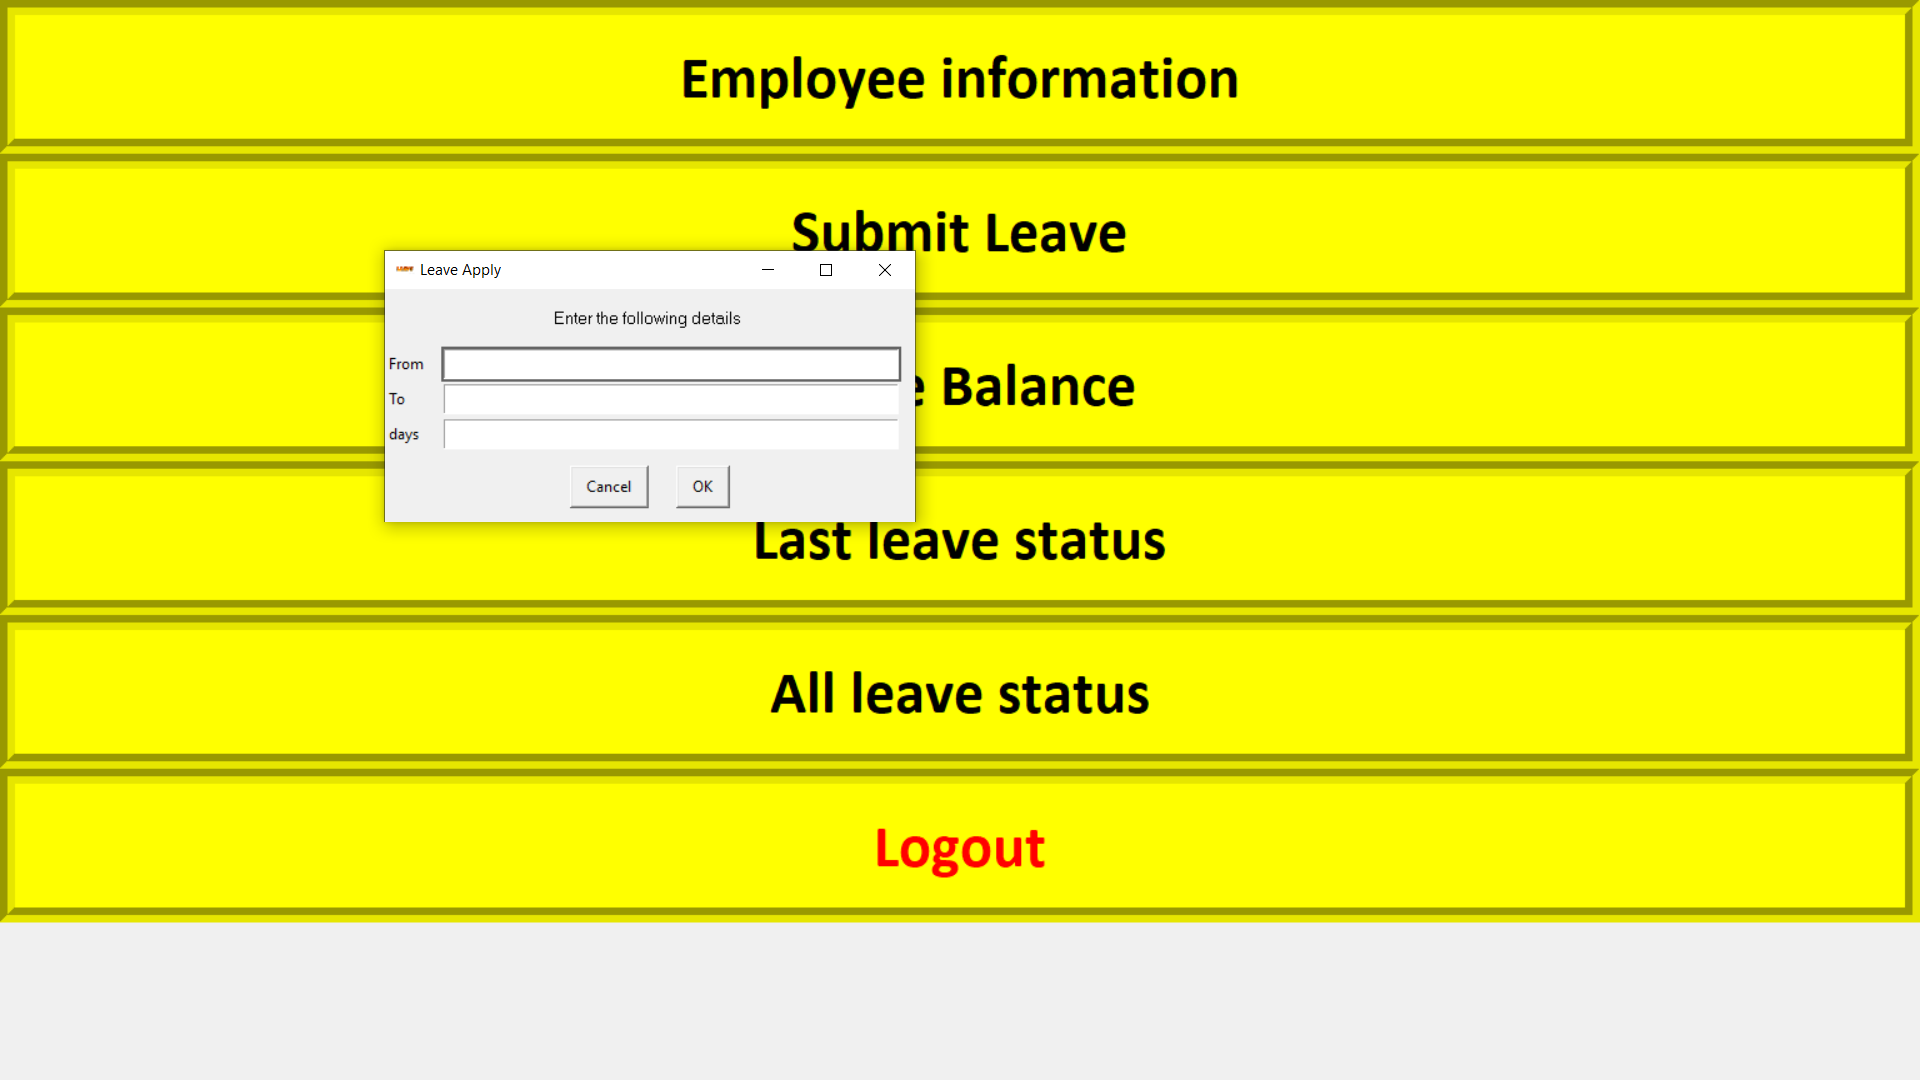 Employee information
Submit Leave
Leave Apply
Enter the following details
From
To
days
Cancel
OK
Balance
Last leave status
All leave status
Logout